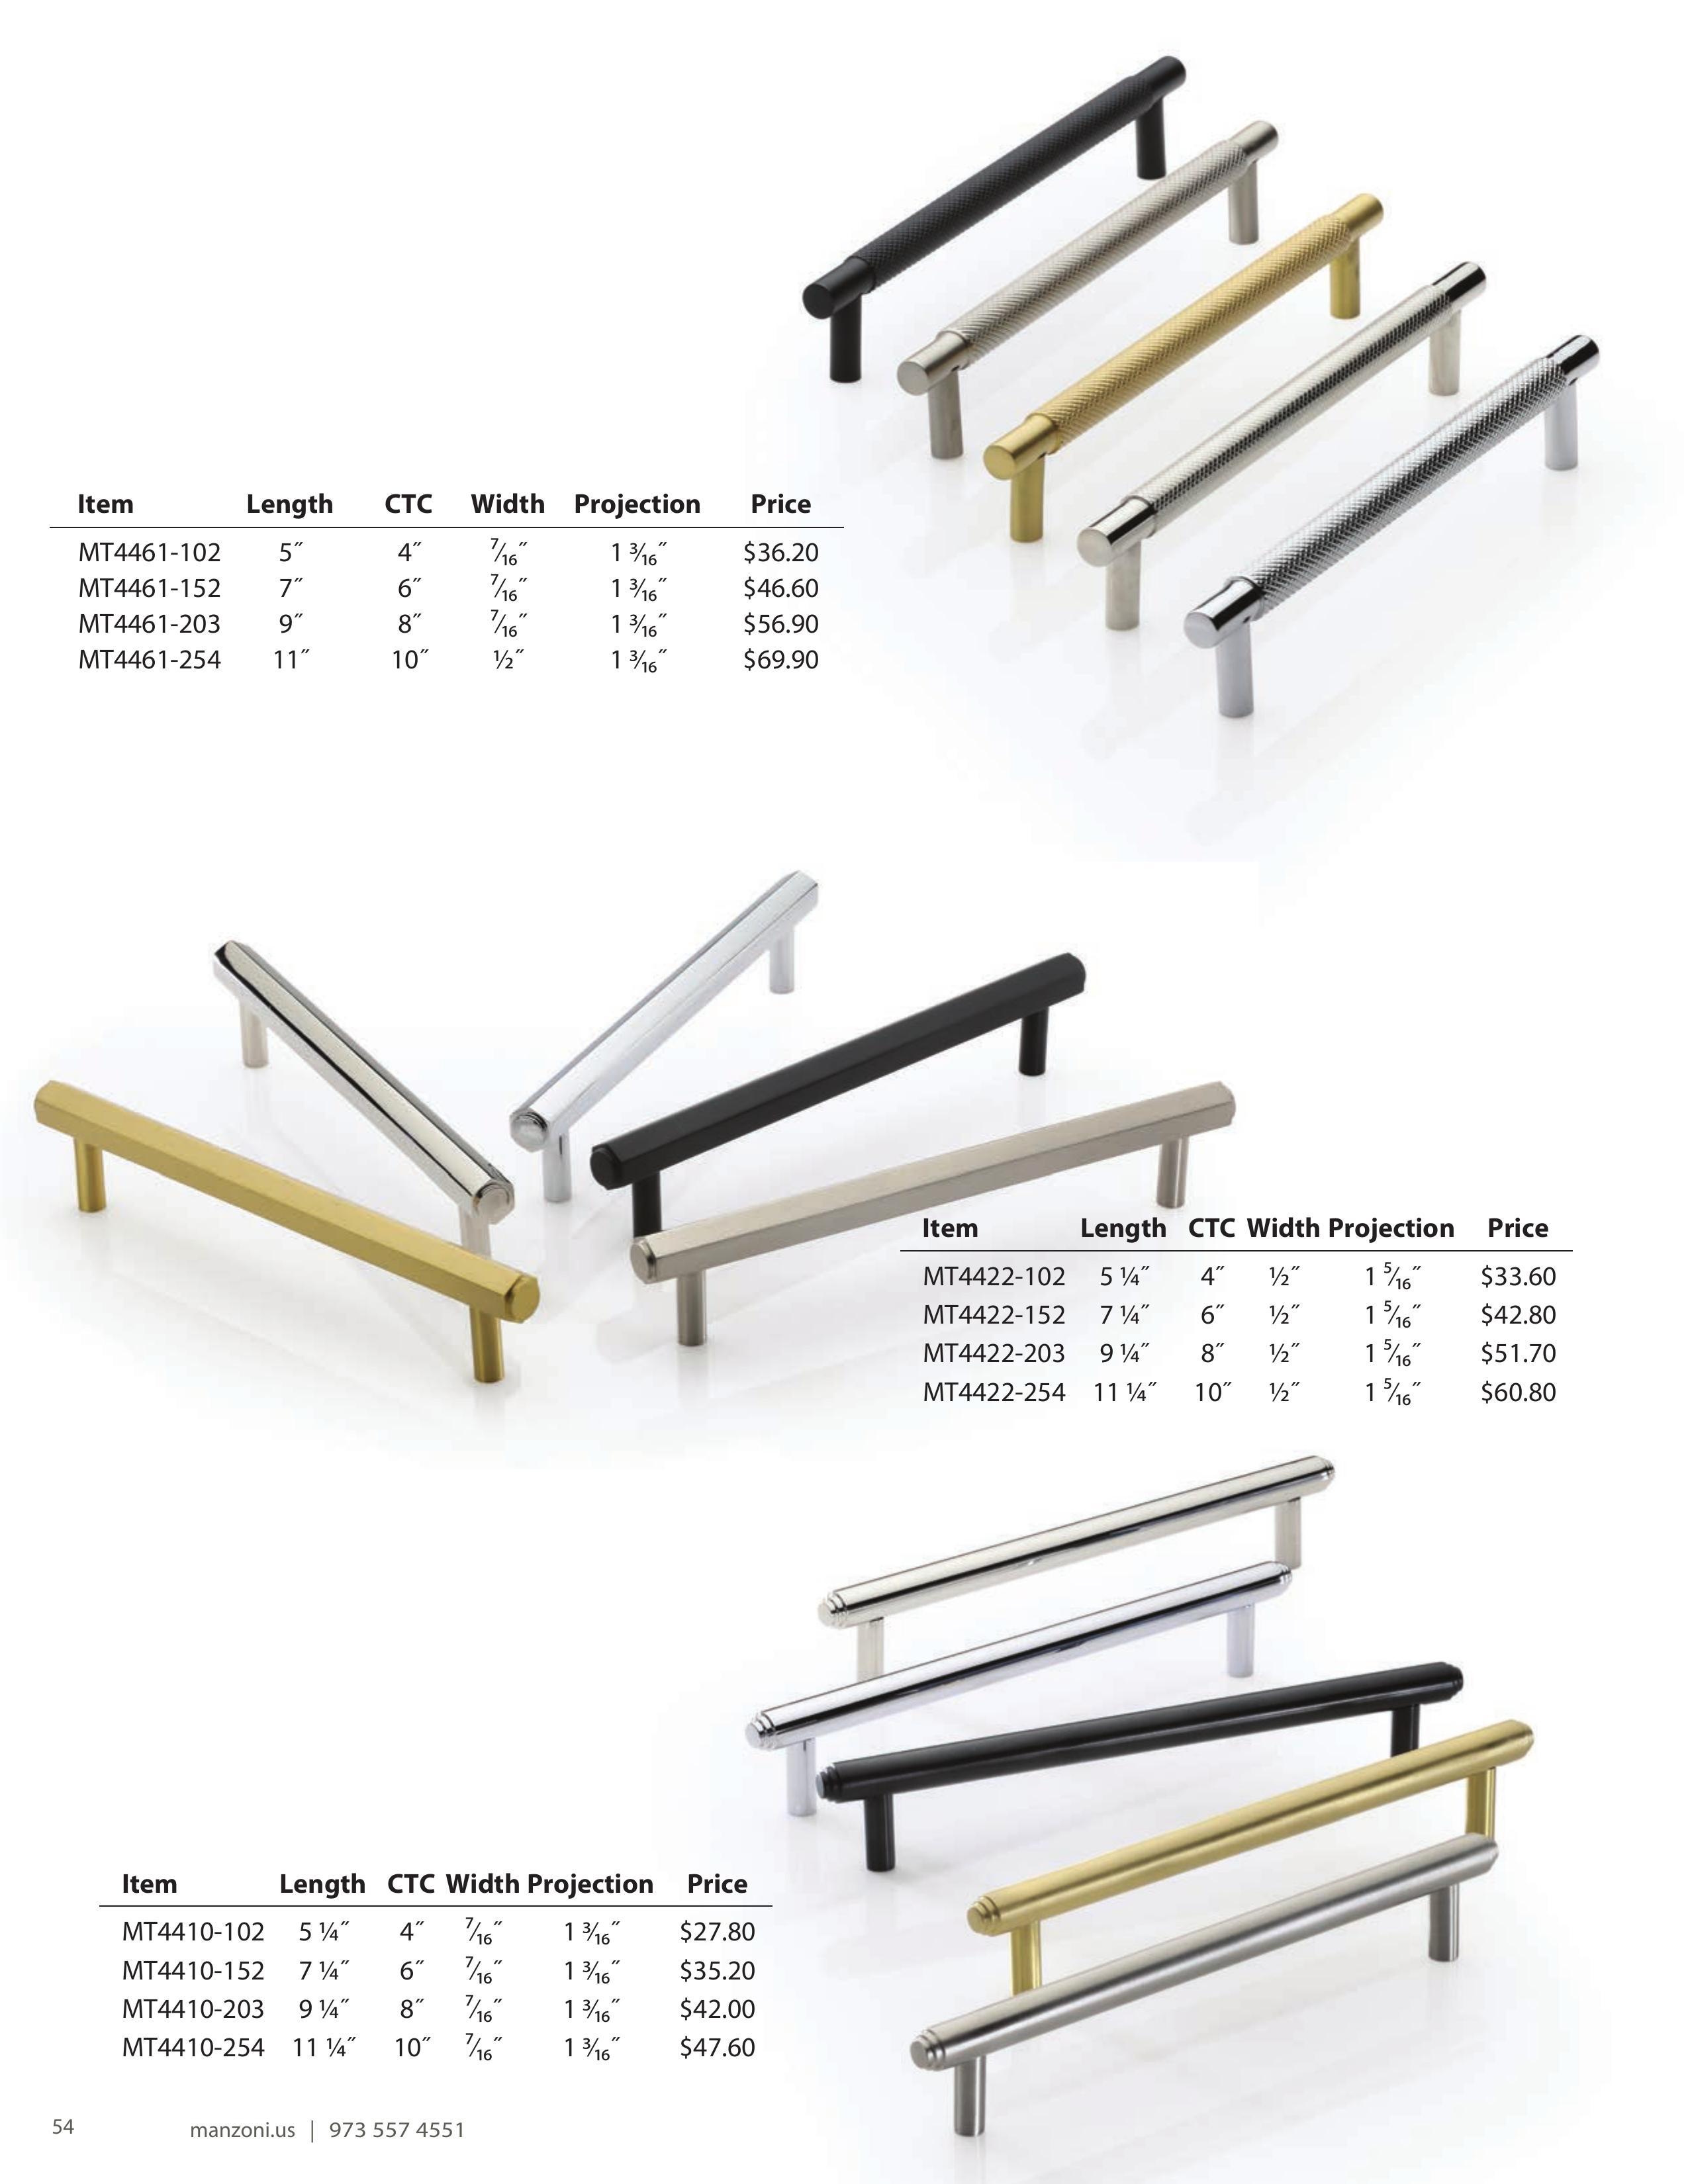 Item Length CTC Width Projection Price
MT4461-102 5″ 4″ 7⁄16″ 1 3⁄16″ $36.20
MT4461-152 7″ 6″ 7⁄16″ 1 3⁄16″ $46.60
MT4461-203 9″ 8″ 7⁄16″ 1 3⁄16″ $56.90
MT4461-254 11″ 10″ ½″ 1 3⁄16″ $69.90
Item Length CTC Width Projection Price
MT4422-102 5 ¼″ 4″ ½″ 1 5⁄16″ $33.60
MT4422-152 7 ¼″ 6″ ½″ 1 5⁄16″ $42.80
MT4422-203 9 ¼″ 8″ ½″ 1 5⁄16″ $51.70
MT4422-254 11 ¼″ 10″ ½″ 1 5⁄16″ $60.80
Item Length CTC Width Projection Price
MT4410-102 5 ¼″ 4″ 7⁄16″ 1 3⁄16″ $27.80
MT4410-152 7 ¼″ 6″ 7⁄16″ 1 3⁄16″ $35.20
MT4410-203 9 ¼″ 8″ 7⁄16″ 1 3⁄16″ $42.00
MT4410-254 11 ¼″ 10″ 7⁄16″ 1 3⁄16″ $47.60
54 manzoni.us | 973 557 4551